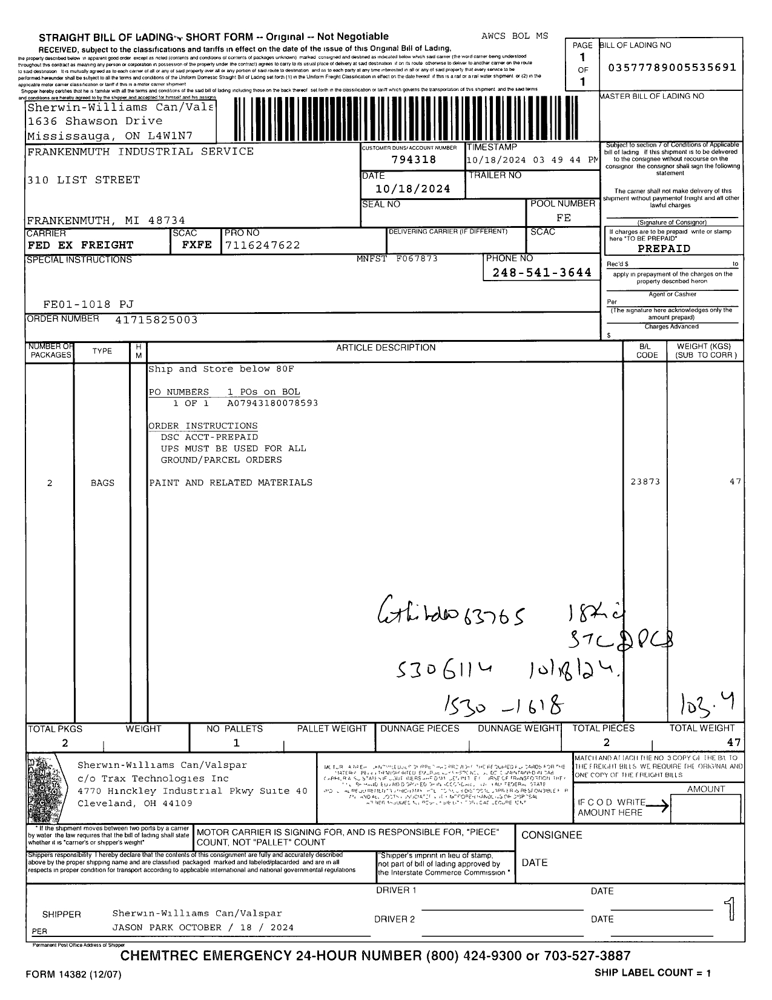 STRAIGHT BILL OF LADING - SHORT FORM -- Original -- Not Negotiable
AWCS BOL MS
RECEIVED, subject to the classifications and tariffs in effect on the date of the issue of this Original Bill of Lading,
the property described below in apparent good order except as noted (contents and conditions of contents of packages unknown) marked consigned and destined as indicated below which said carrier (the word carrier being understood
throughout this contract as meaning any person or corporation in possession of the property under the contract) agrees to carry to its usual place of delivery at said destination if on its route otherwise to deliver to another carrier on the route
to said destination It is mutually agreed as to each carrier of all or any of said property over all or any portion of said route to destination and as to each party at any time interested in all or any of said property that every service to be
performed hereunder shall be subject to all the terms and conditions of the Uniform Domestic Straight Bill of Lading set forth (1) in the Uniform Freight Classification in effect on the date hereof if this is a rail or a rail water shipment or (2) in the
applicable motor carrier classification or tariff if this is a motor carrier shipment
Shipper hereby certifies that he is familiar with all the terms and conditions of the said bill of lading including those on the back thereof set forth in the classification or tariff which governs the transportation of this shipment and the said terms
and conditions are hereby agreed to by the shipper and accepted for himself and his assigns
PAGE
1
OF
1
BILL OF LADING NO
03577789005535691
MASTER BILL OF LADING NO
Sherwin-Williams Can/Vals
1636 Shawson Drive
Mississauga, ON L4W1N7
FRANKENMUTH INDUSTRIAL SERVICE
310 LIST STREET
FRANKENMUTH, MI 48734
CUSTOMER DUNS/ACCOUNT NUMBER
794318
TIMESTAMP
10/18/2024 03 49 44 PM
DATE
10/18/2024
TRAILER NO
SEAL NO
POOL NUMBER
FE
Subject to section 7 of Conditions of Applicable
bill of lading If this shipment is to be delivered
to the consignee without recourse on the
consignor the consignor shall sign the following
statement
The carrier shall not make delivery of this
shipment without paymentof freight and all other
lawful charges
(Signature of Consignor)
CARRIER
FED EX FREIGHT
SCAC
FXFE
PRO NO
7116247622
DELIVERING CARRIER (IF DIFFERENT)
SCAC
If charges are to be prepaid write or stamp
here "TO BE PREPAID"
PREPAID
SPECIAL INSTRUCTIONS
MNFST F067873
PHONE NO
248-541-3644
FE01-1018 PJ
Rec'd $ to
apply in prepayment of the charges on the
property described heron
Agent or Cashier
Per
(The signature here acknowledges only the
amount prepaid)
Charges Advanced
$
ORDER NUMBER 41715825003
NUMBER OF
PACKAGES
TYPE
H
M
ARTICLE DESCRIPTION
B/L
CODE
WEIGHT (KGS)
(SUB TO CORR )
Ship and Store below 80F
PO NUMBERS 1 POs on BOL
1 OF 1 A07943180078593
ORDER INSTRUCTIONS
DSC ACCT-PREPAID
UPS MUST BE USED FOR ALL
GROUND/PARCEL ORDERS
2 BAGS PAINT AND RELATED MATERIALS 23873 47
63765
5306114 10/18/24.
1530 -1618
103.4
TOTAL PKGS
2
WEIGHT
NO PALLETS
1
PALLET WEIGHT
DUNNAGE PIECES
DUNNAGE WEIGHT
TOTAL PIECES
2
TOTAL WEIGHT
47
Sherwin-Williams Can/Valspar
c/o Trax Technologies Inc
4770 Hinckley Industrial Pkwy Suite 40
Cleveland, OH 44109
MATCH AND ATTACH THE NO 3 COPY OF THE B/L TO
THE FREIGHT BILLS WE REQUIRE THE ORIGINAL AND
ONE COPY OF THE FREIGHT BILLS
AMOUNT
IF C O D WRITE
AMOUNT HERE
* If the shipment moves between two ports by a carrier
by water the law requires that the bill of lading shall state
whether it is "carrier's or shipper's weight"
MOTOR CARRIER IS SIGNING FOR, AND IS RESPONSIBLE FOR, "PIECE"
COUNT, NOT "PALLET" COUNT
CONSIGNEE
DATE
Shippers responsibility I hereby declare that the contents of this consignment are fully and accurately described
above by the proper shipping name and are classified packaged marked and labeled/placarded and are in all
respects in proper condition for transport according to applicable international and national governmental regulations
"Shipper's imprint in lieu of stamp,
not part of bill of lading approved by
the Interstate Commerce Commission "
SHIPPER
Sherwin-Williams Can/Valspar
PER
JASON PARK OCTOBER / 18 / 2024
DRIVER 1
DATE
DRIVER 2
DATE
1
Permanent Post Office Address of Shipper
CHEMTREC EMERGENCY 24-HOUR NUMBER (800) 424-9300 or 703-527-3887
FORM 14382 (12/07)
SHIP LABEL COUNT = 1